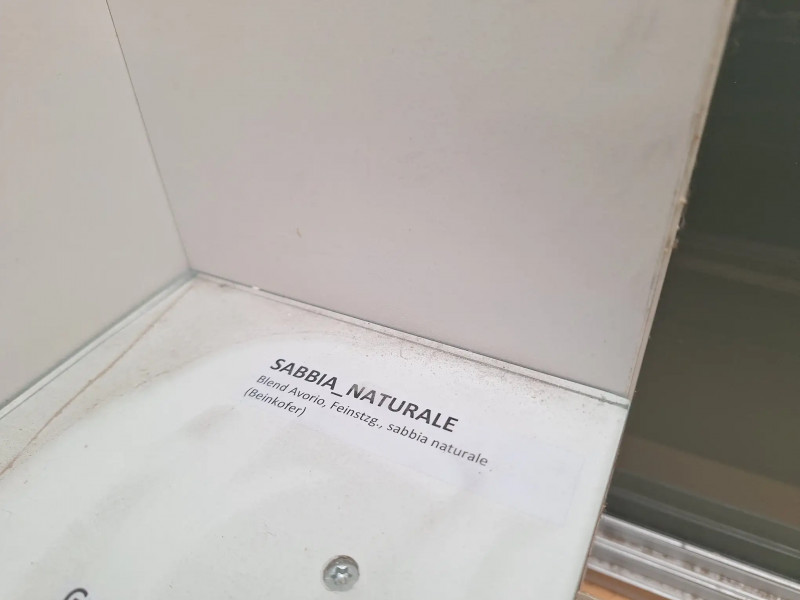 SABBIA_NATURALE
Blend Avorio, Feinstzg., sabbia naturale
(Beinkofer)